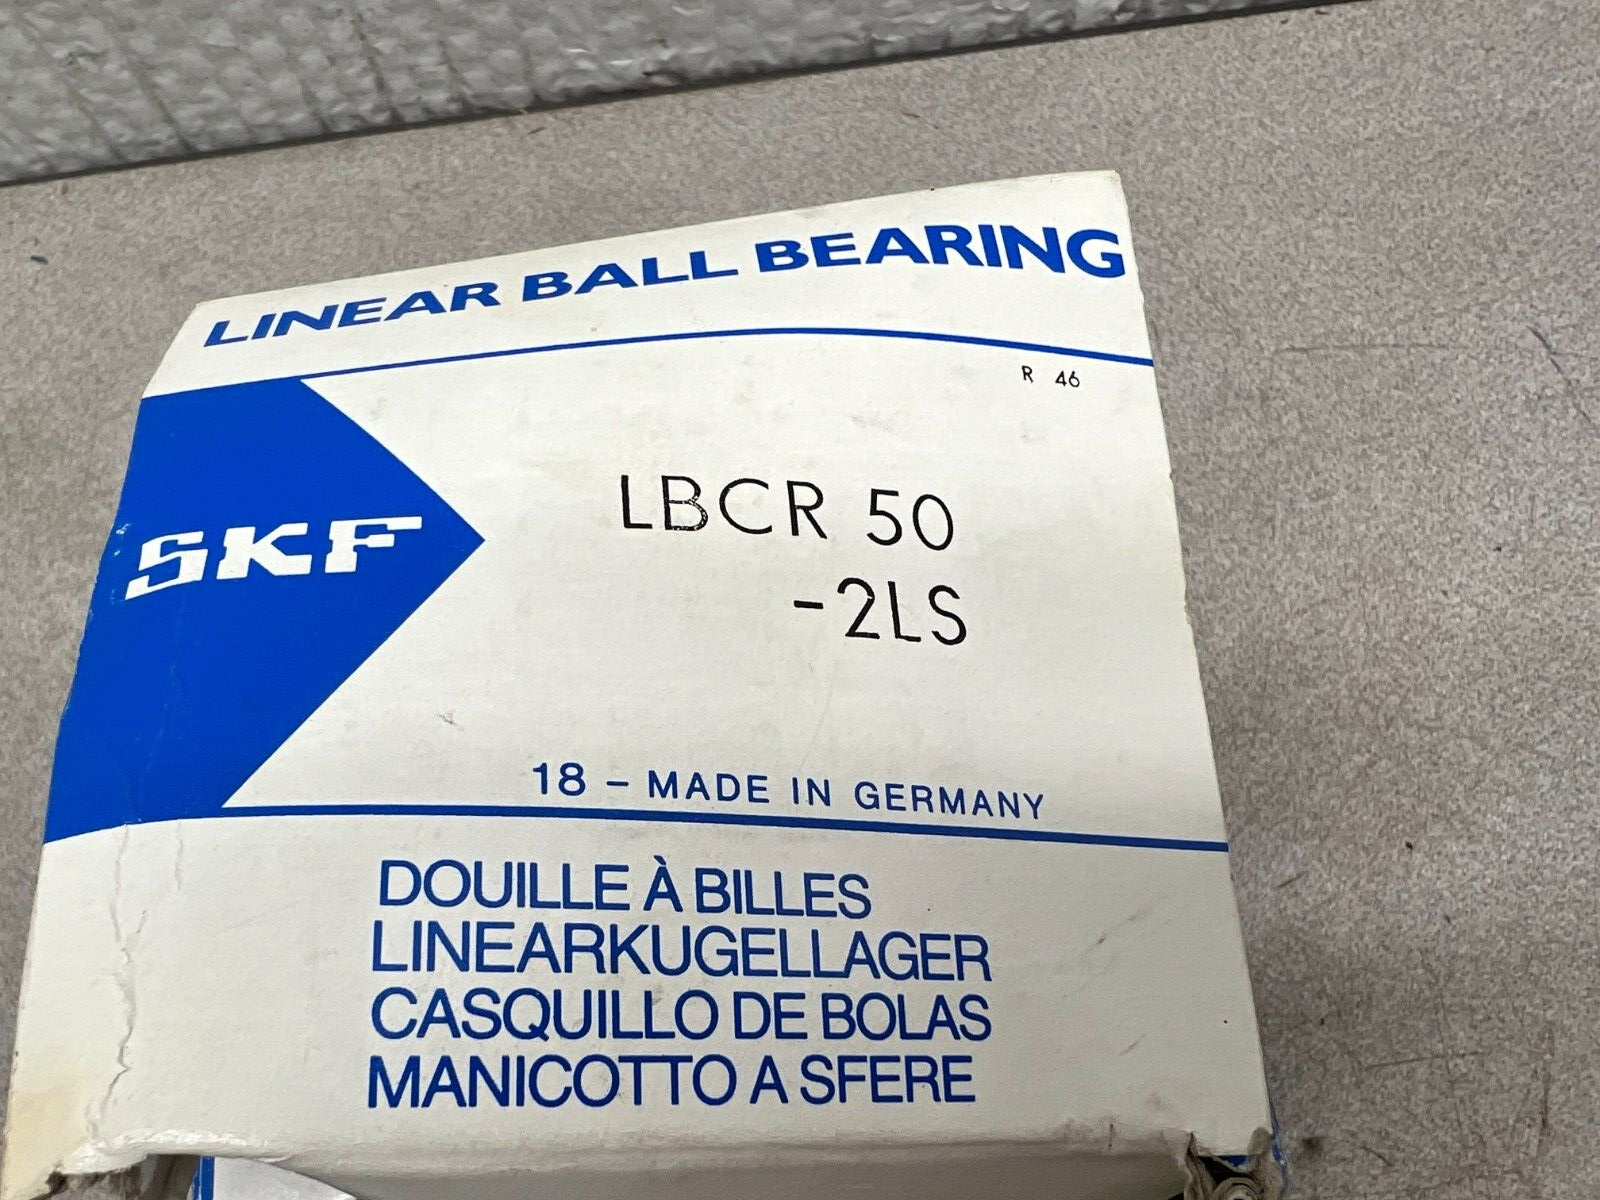 LINEAR BALL BEARING
R 46
LBCR 50
-2LS
SKF
18 – MADE IN GERMANY
DOUILLE À BILLES
LINEARKUGELLAGER
CASQUILLO DE BOLAS
MANICOTTO A SFERE